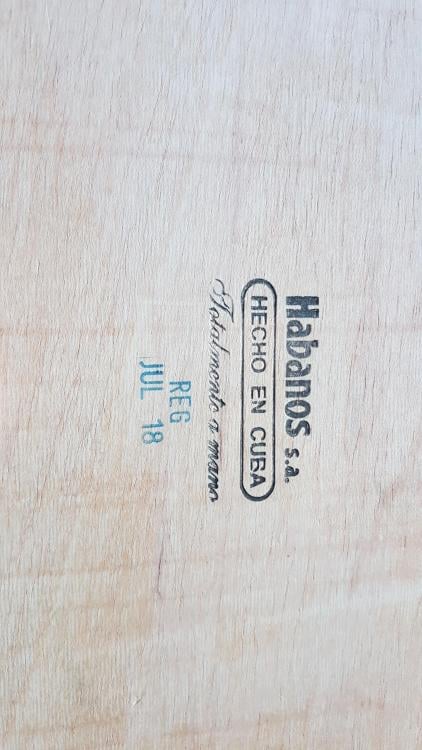 Habanos s.a.
HECHO EN CUBA
Totalmente a mano
REG
JUL 18